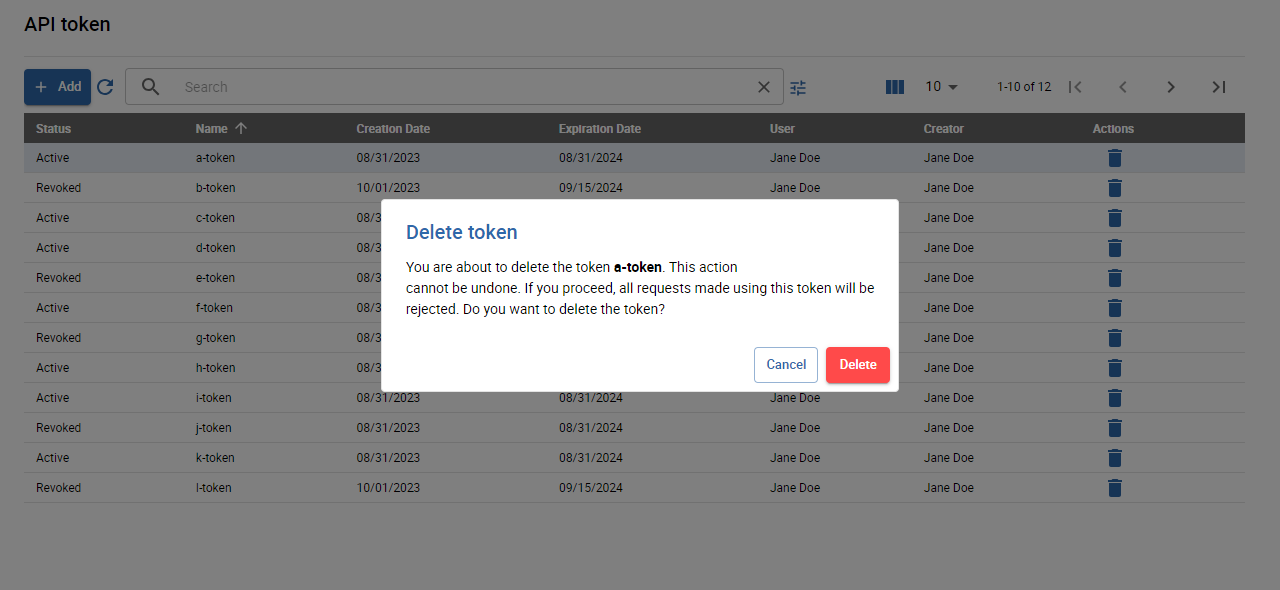 API token
+ Add Search 10 1-10 of 12
Status Name Creation Date Expiration Date User Creator Actions
Active a-token 08/31/2023 08/31/2024 Jane Doe Jane Doe
Revoked b-token 10/01/2023 09/15/2024 Jane Doe Jane Doe
Active c-token 08/3 Jane Doe
Delete token
Active d-token 08/3 Jane Doe
You are about to delete the token a-token. This action
Revoked e-token 08/3 Jane Doe
cannot be undone. If you proceed, all requests made using this token will be
Active f-token 08/3 Jane Doe
rejected. Do you want to delete the token?
Revoked g-token 08/3 Jane Doe
Active h-token 08/3 Jane Doe
Cancel Delete
Active i-token 08/31/2023 08/31/2024 Jane Doe Jane Doe
Revoked j-token 08/31/2023 08/31/2024 Jane Doe Jane Doe
Active k-token 08/31/2023 08/31/2024 Jane Doe Jane Doe
Revoked l-token 10/01/2023 09/15/2024 Jane Doe Jane Doe